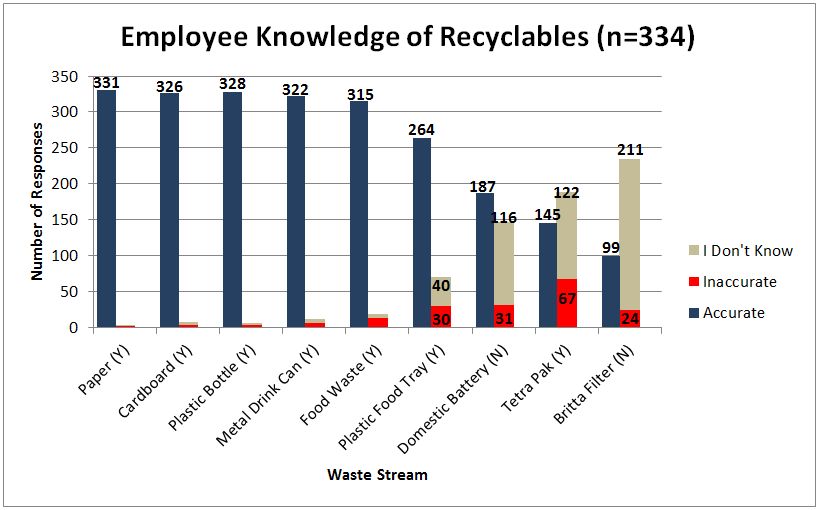 Employee Knowledge of Recyclables (n=334)
Number of Responses
350
300
250
200
150
100
50
0
331
326
328
322
315
264
40
30
187
116
31
145
122
67
99
211
24
Paper (Y)
Cardboard (Y)
Plastic Bottle (Y)
Metal Drink Can (Y)
Food Waste (Y)
Plastic Food Tray (Y)
Domestic Battery (N)
Tetra Pak (Y)
Britta Filter (N)
Waste Stream
I Don't Know
Inaccurate
Accurate